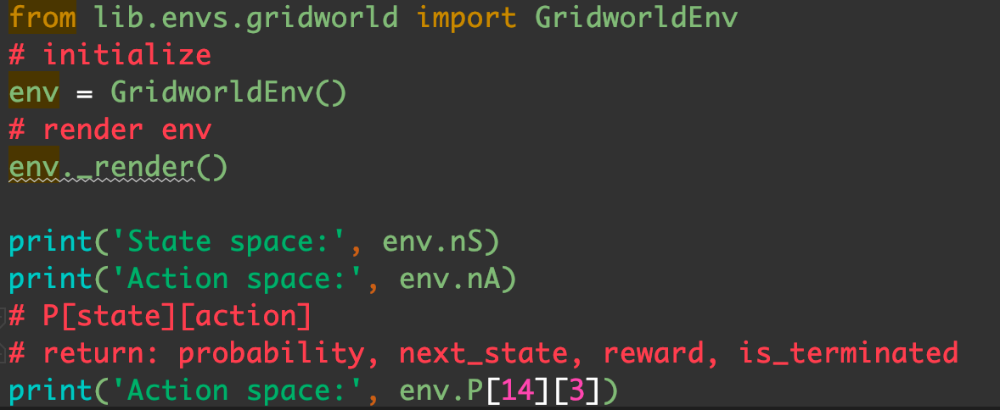 from lib.envs.gridworld import GridworldEnv
# initialize
env = GridworldEnv()
# render env
env._render()
print('State space:', env.nS)
print('Action space:', env.nA)
# P[state][action]
# return: probability, next_state, reward, is_terminated
print('Action space:', env.P[14][3])